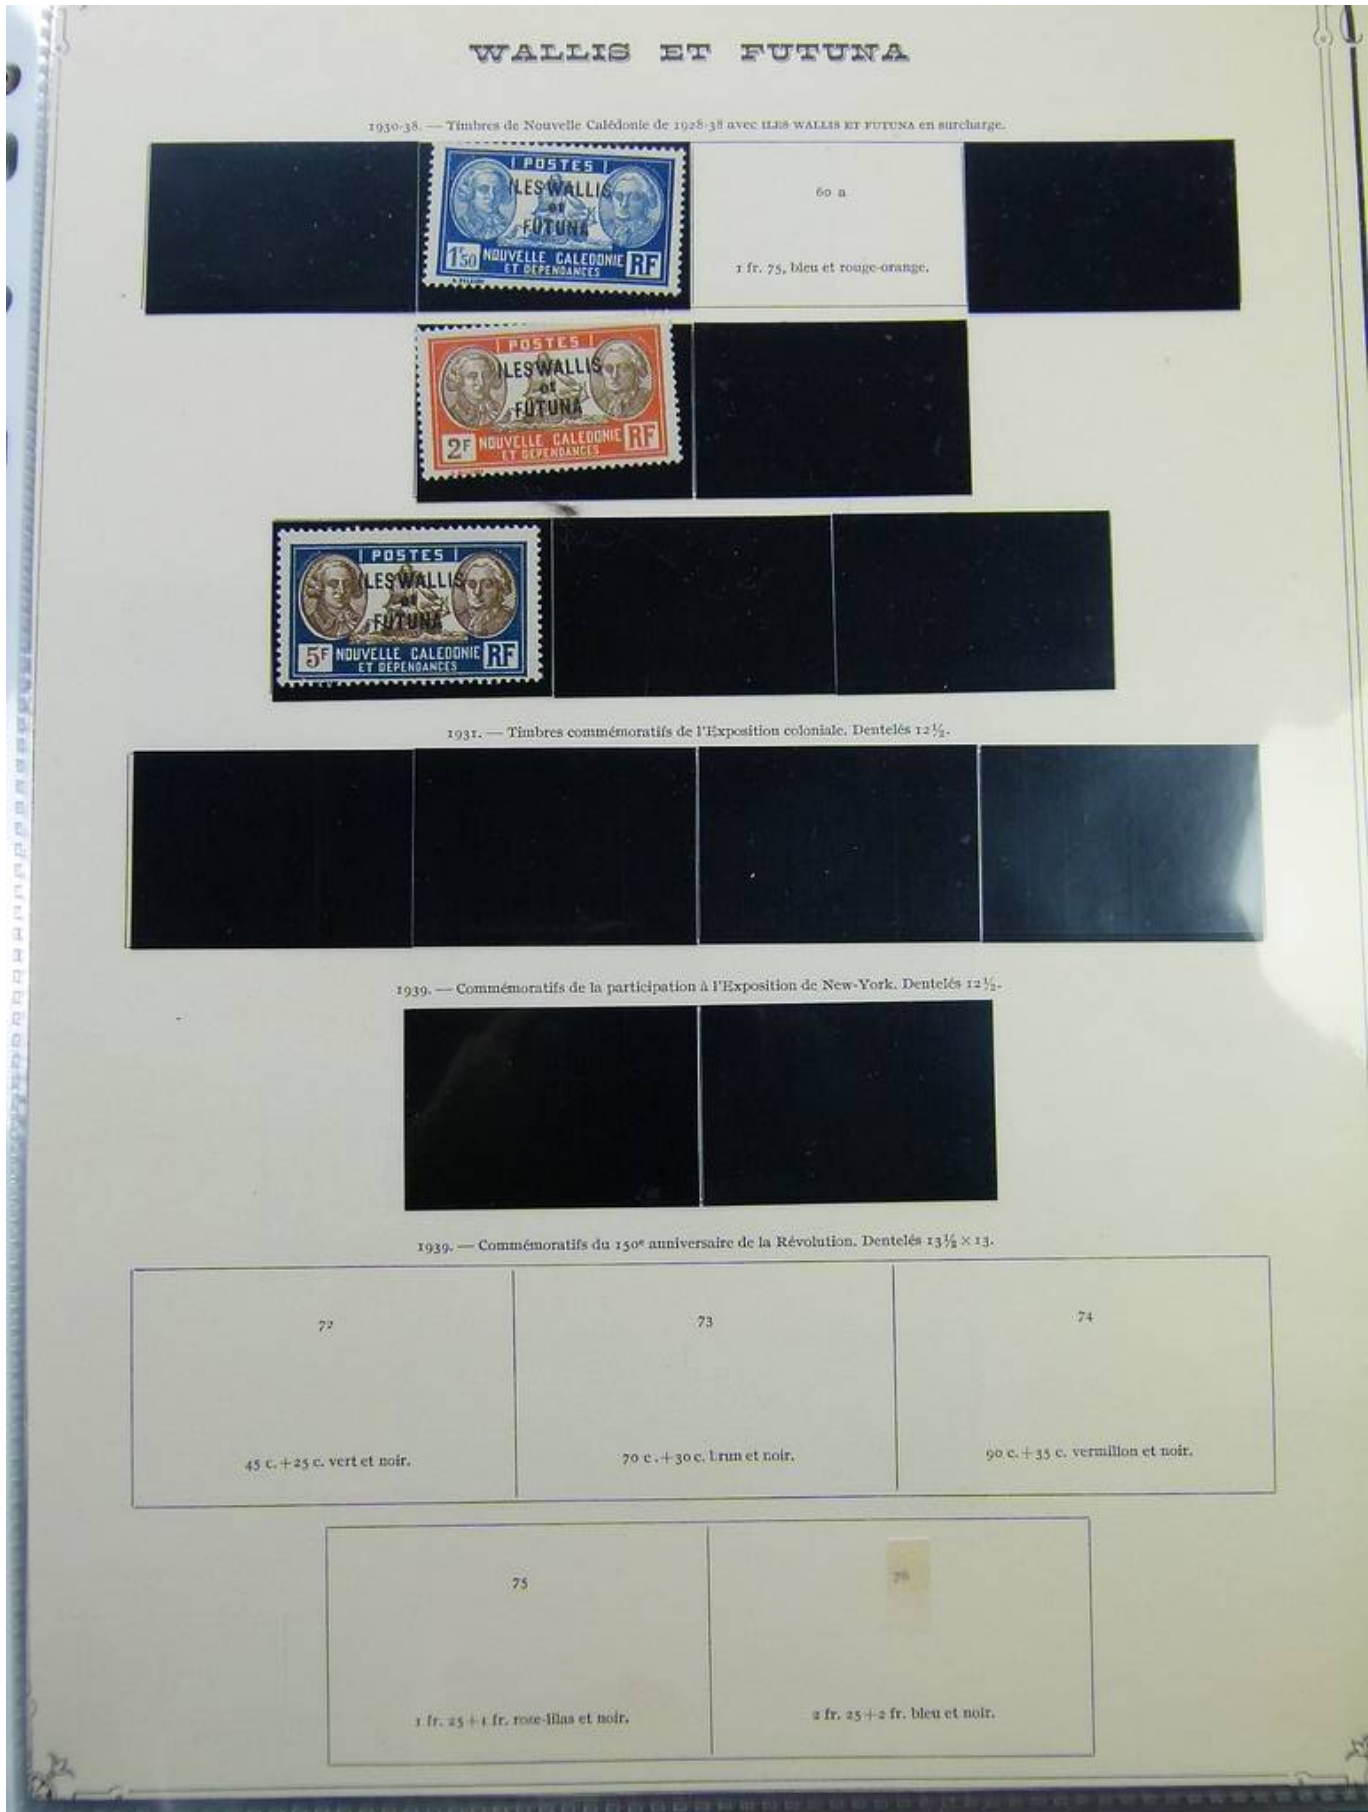 WALLIS ET FUTUNA
1930-38. — Timbres de Nouvelle Calédonie de 1928-38 avec ILES WALLIS ET FUTUNA en surcharge.
POSTES
ILES WALLIS
et
FUTUNA
1F50 NOUVELLE CALEDONIE
ET DEPENDANCES RF
60 a
1 fr. 75, bleu et rouge-orange.
POSTES
ILES WALLIS
et
FUTUNA
2F NOUVELLE CALEDONIE
ET DEPENDANCES RF
POSTES
ILES WALLIS
et
FUTUNA
5F NOUVELLE CALEDONIE
ET DEPENDANCES RF
1931. — Timbres commémoratifs de l'Exposition coloniale. Dentelés 12½.
1939. — Commémoratifs de la participation à l'Exposition de New-York. Dentelés 12½.
1939. — Commémoratifs du 150e anniversaire de la Révolution. Dentelés 13½ × 13.
72
73
74
45 c.+25 c. vert et noir.
70 c.+30 c. brun et noir.
90 c.+35 c. vermillon et noir.
75
76
1 fr. 25+1 fr. rose-lilas et noir.
2 fr. 25+2 fr. bleu et noir.